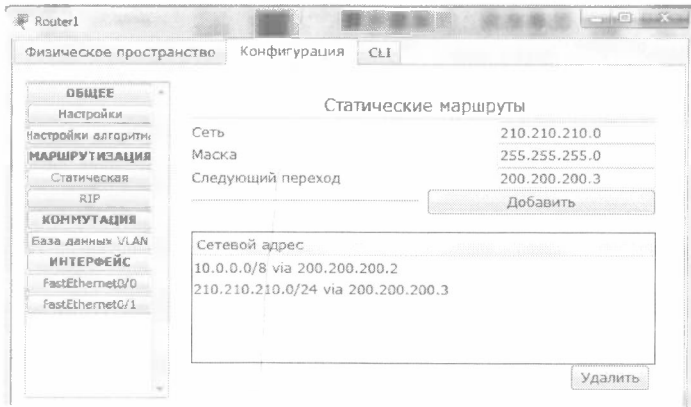 Router1
Физическое пространство Конфигурация CLI
ОБЩЕЕ
Настройки
Настройки алгоритм
МАРШРУТИЗАЦИЯ
Статическая
RIP
КОММУТАЦИЯ
База данных VLAN
ИНТЕРФЕЙС
FastEthernet0/0
FastEthernet0/1
Статические маршруты
Сеть 210.210.210.0
Маска 255.255.255.0
Следующий переход 200.200.200.3
Добавить
Сетевой адрес
10.0.0.0/8 via 200.200.200.2
210.210.210.0/24 via 200.200.200.3
Удалить